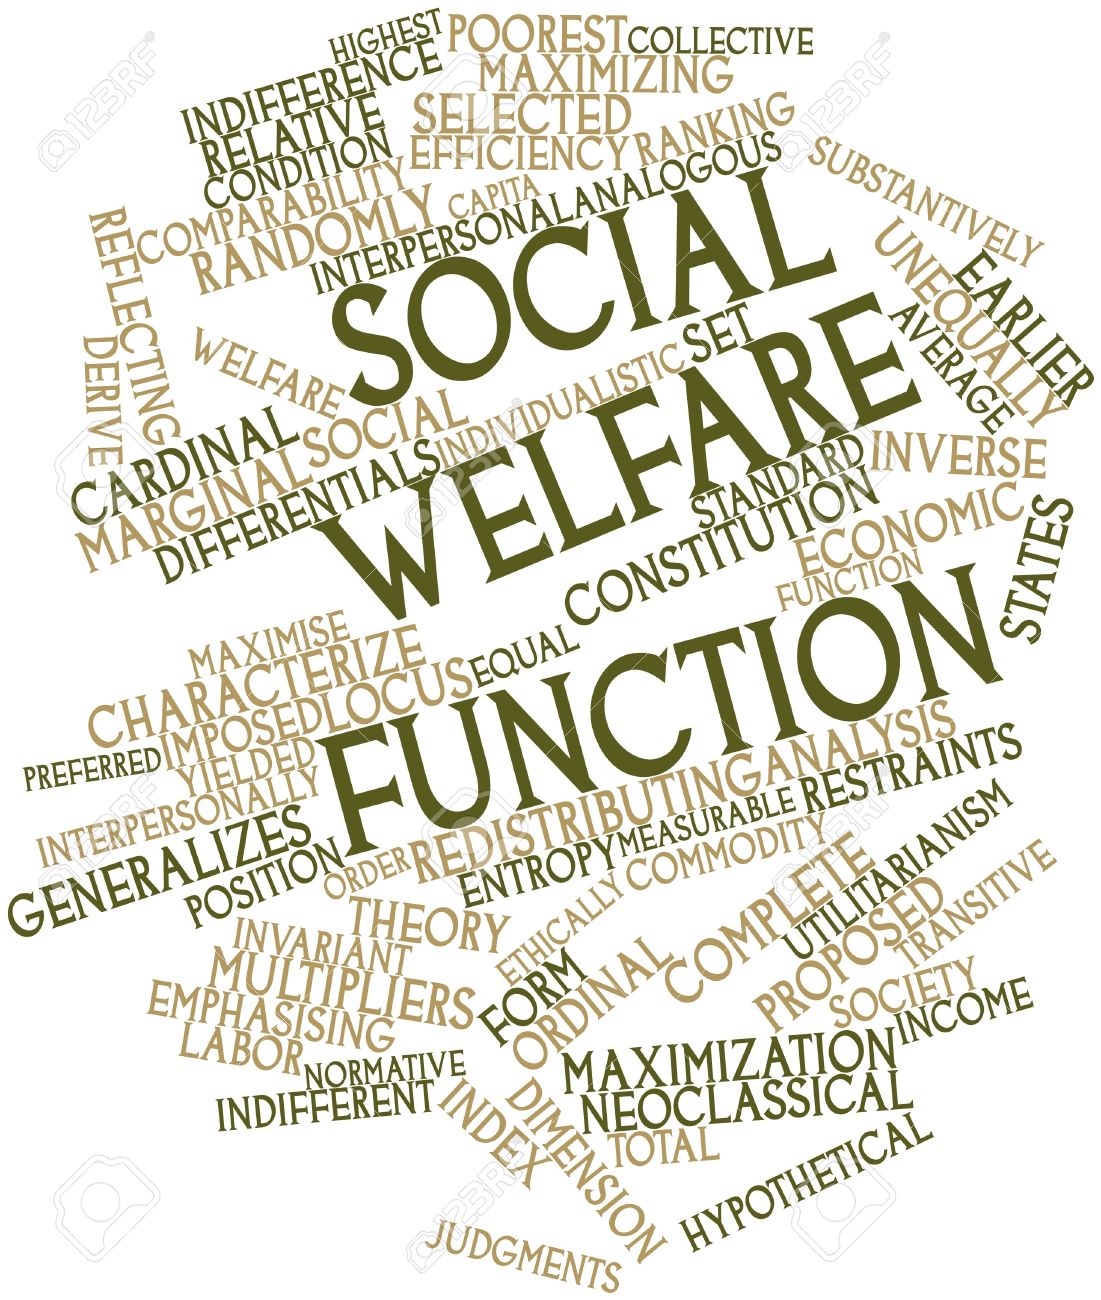 HIGHEST
POOREST
COLLECTIVE
INDIFFERENCE
MAXIMIZING
RELATIVE
SELECTED
CONDITION
EFFICIENCY
RANKING
COMPARABILITY
CAPITA
ANALOGOUS
SUBSTANTIVELY
RANDOMLY
INTERPERSONAL
SOCIAL
REFLECTING
UNEQUALLY
EARLIER
DERIVE
WELFARE
SET
AVERAGE
CARDINAL
SOCIAL
INDIVIDUALISTIC
WELFARE
MARGINAL
DIFFERENTIALS
STANDARD
INVERSE
CONSTITUTION
ECONOMIC
STATES
FUNCTION
MAXIMISE
CHARACTERIZE
EQUAL
FUNCTION
IMPOSED
LOCUS
PREFERRED
YIELDED
INTERPERSONALLY
REDISTRIBUTING
ANALYSIS
GENERALIZES
MEASURABLE
RESTRAINTS
POSITION
ORDER
ENTROPY
COMMODITY
UTILITARIANISM
THEORY
ETHICALLY
COMPLETE
PROPOSED
TRANSITIVE
INVARIANT
MULTIPLIERS
FORM
ORDINAL
SOCIETY
EMPHASISING
INCOME
LABOR
NORMATIVE
MAXIMIZATION
INDIFFERENT
INDEX
DIMENSION
NEOCLASSICAL
TOTAL
HYPOTHETICAL
JUDGMENTS
123RF